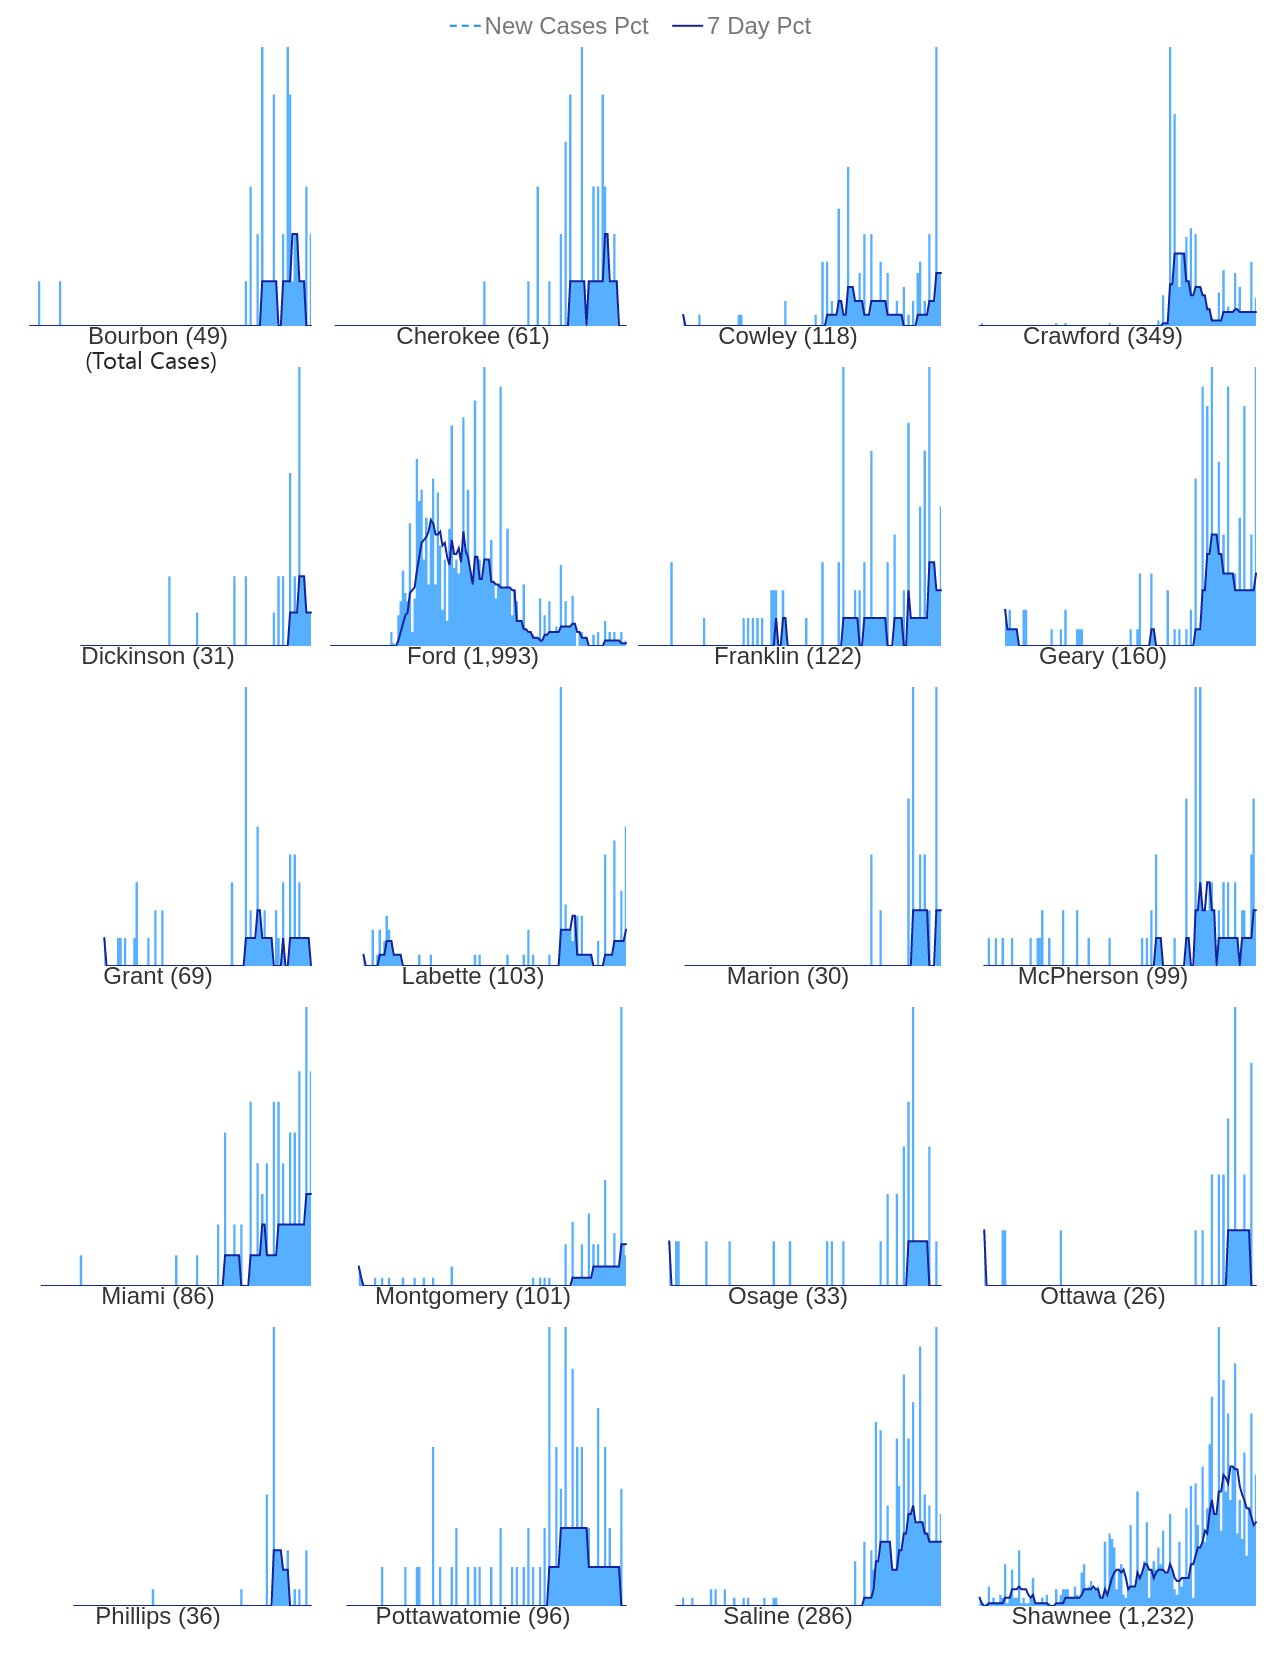 New Cases Pct 7 Day Pct
Bourbon (49) Cherokee (61) Cowley (118) Crawford (349)
(Total Cases)
Dickinson (31) Ford (1,993) Franklin (122) Geary (160)
Grant (69) Labette (103) Marion (30) McPherson (99)
Miami (86) Montgomery (101) Osage (33) Ottawa (26)
Phillips (36) Pottawatomie (96) Saline (286) Shawnee (1,232)